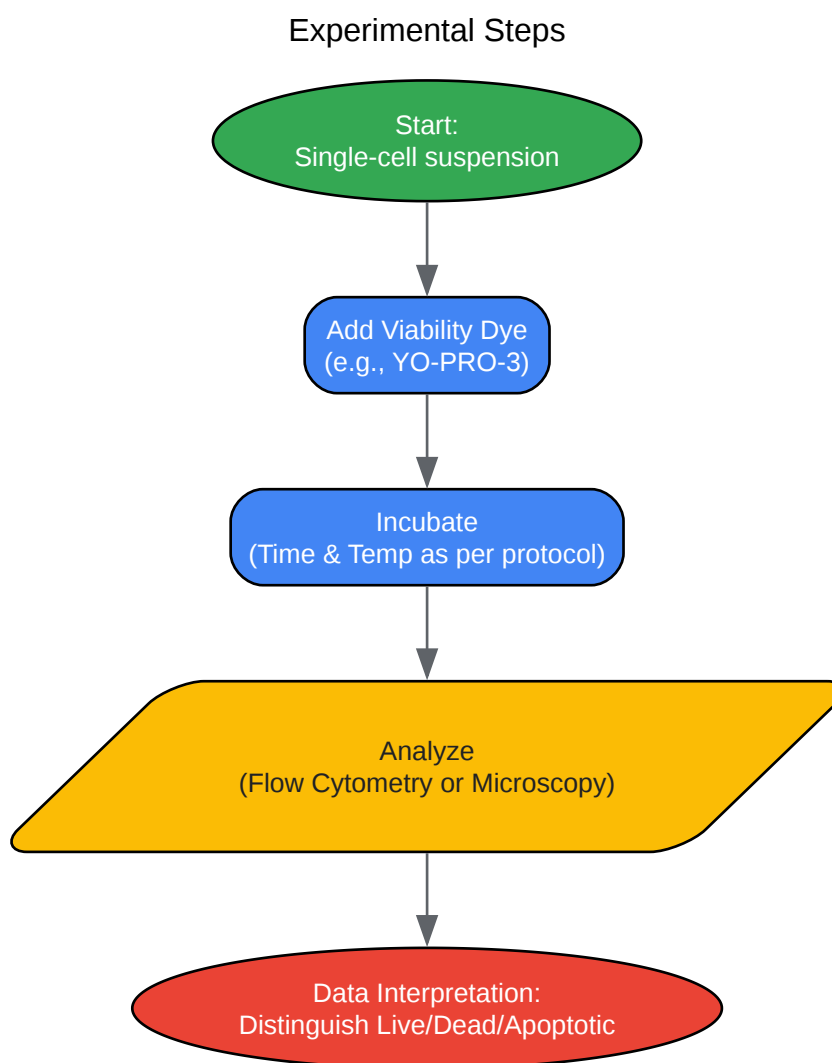 Experimental Steps
Start:
Single-cell suspension
Add Viability Dye
(e.g., YO-PRO-3)
Incubate
(Time & Temp as per protocol)
Analyze
(Flow Cytometry or Microscopy)
Data Interpretation:
Distinguish Live/Dead/Apoptotic